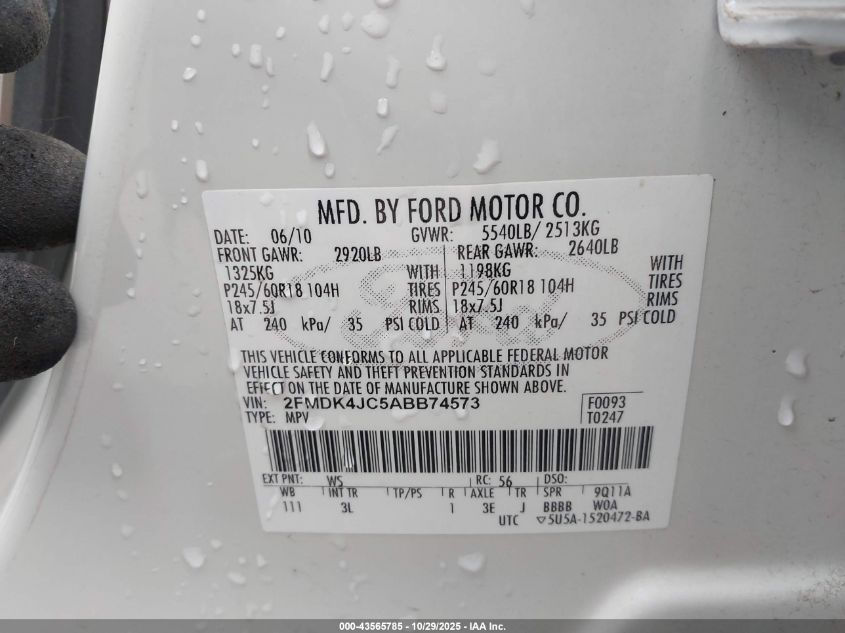 MFD. BY FORD MOTOR CO.
DATE: 06/10 GVWR: 5540LB/ 2513KG
FRONT GAWR: 2920LB REAR GAWR: 2640LB
1325KG WITH 1198KG WITH
P245/60R18 104H TIRES P245/60R18 104H TIRES
18x7.5J RIMS 18x7.5J RIMS
AT 240 kPa/ 35 PSI COLD AT 240 kPa/ 35 PSI COLD
THIS VEHICLE CONFORMS TO ALL APPLICABLE FEDERAL MOTOR
VEHICLE SAFETY AND THEFT PREVENTION STANDARDS IN
EFFECT ON THE DATE OF MANUFACTURE SHOWN ABOVE.
VIN: 2FMDK4JC5ABB74573 F0093
TYPE: MPV T0247
EXT PNT: WS RC: 56 DSO:
WB INT TR TP/PS R AXLE TR SPR 9Q11A
111 3L 1 3E J BBBB W0A
UTC ▽5U5A-1520472-BA
000-43565785 - 10/29/2025 - IAA Inc.